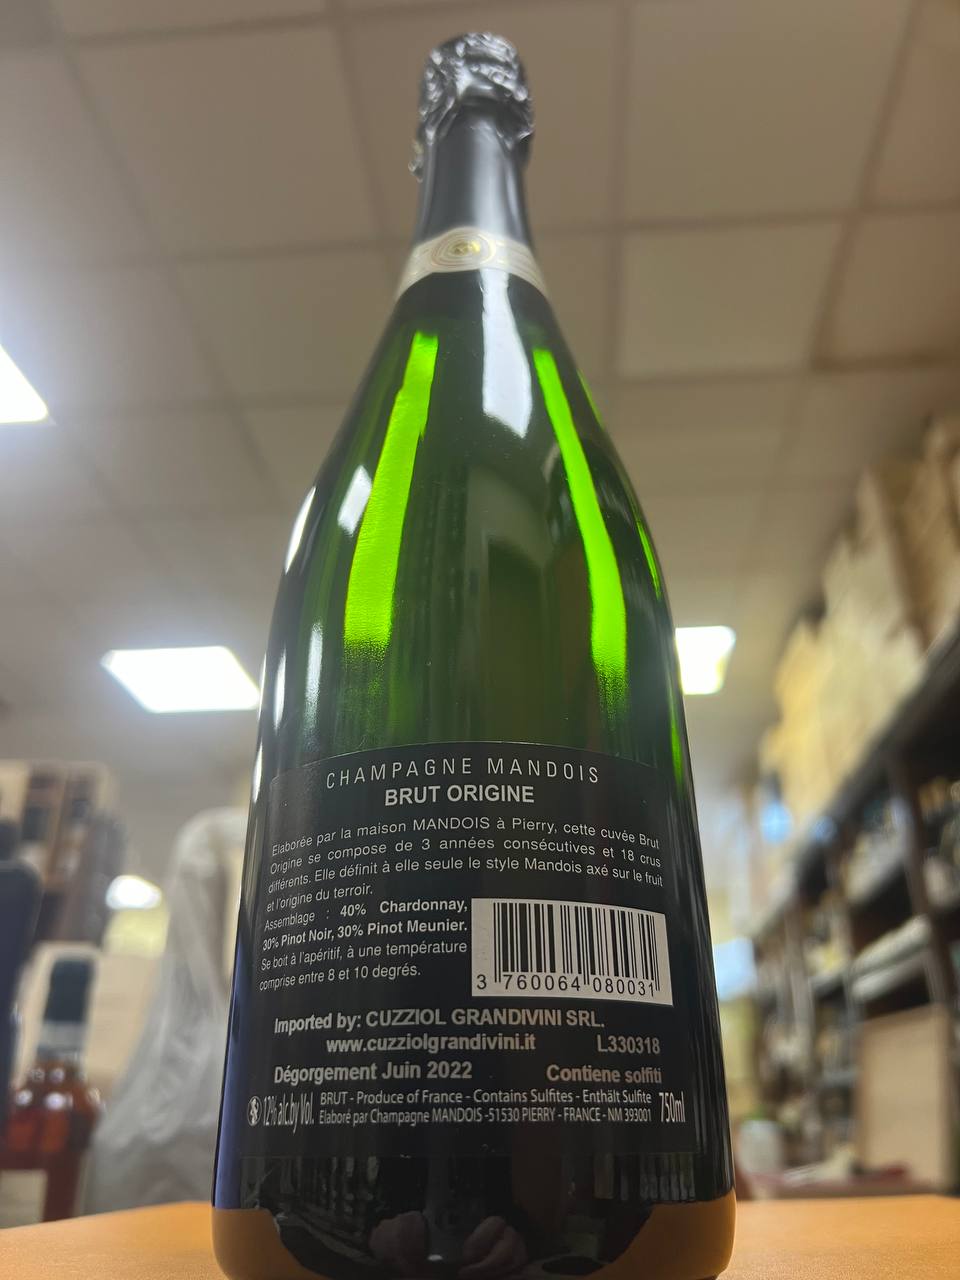 CHAMPAGNE MANDOIS
BRUT ORIGINE
Elaborée par la maison MANDOIS à Pierry, cette cuvée Brut
Origine se compose de 3 années consécutives et 18 crus
différents. Elle définit à elle seule le style Mandois axé sur le fruit
et l'origine du terroir.
Assemblage : 40% Chardonnay,
30% Pinot Noir, 30% Pinot Meunier.
Se boit à l'apéritif, à une température
comprise entre 8 et 10 degrés.
3 760064 080031
Imported by: CUZZIOL GRANDIVINI SRL.
www.cuzziolgrandivini.it L330318
Dégorgement Juin 2022 Contiene solfiti
12% alc.by Vol. BRUT - Produce of France - Contains Sulfites - Enthält Sulfite 750ml
Elaboré par Champagne MANDOIS -51530 PIERRY - FRANCE - NM 393001